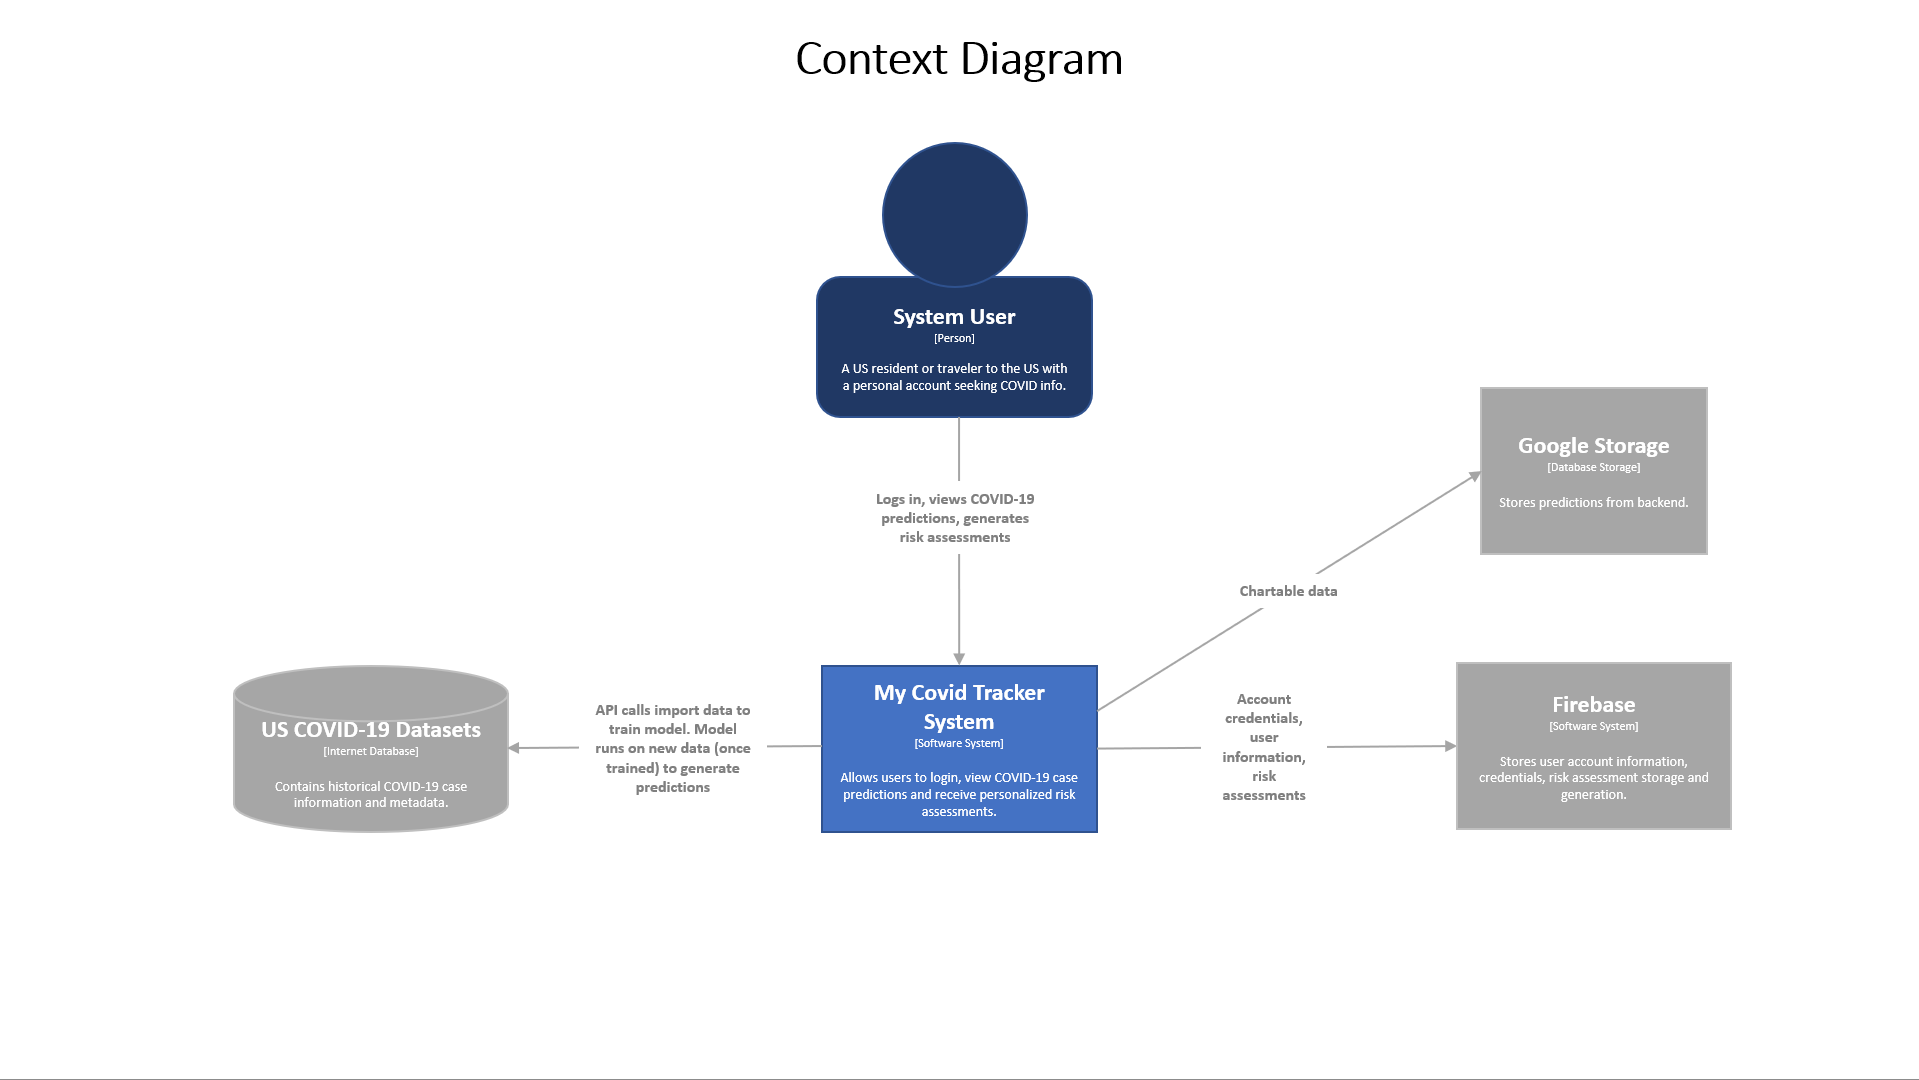 Context Diagram
System User
[Person]
A US resident or traveler to the US with
a personal account seeking COVID info.
Logs in, views COVID-19
predictions, generates
risk assessments
Google Storage
[Database Storage]
Stores predictions from backend.
Chartable data
US COVID-19 Datasets
[Internet Database]
Contains historical COVID-19 case
information and metadata.
API calls import data to
train model. Model
runs on new data (once
trained) to generate
predictions
My Covid Tracker
System
[Software System]
Allows users to login, view COVID-19 case
predictions and receive personalized risk
assessments.
Account
credentials,
user
information,
risk
assessments
Firebase
[Software System]
Stores user account information,
credentials, risk assessment storage and
generation.